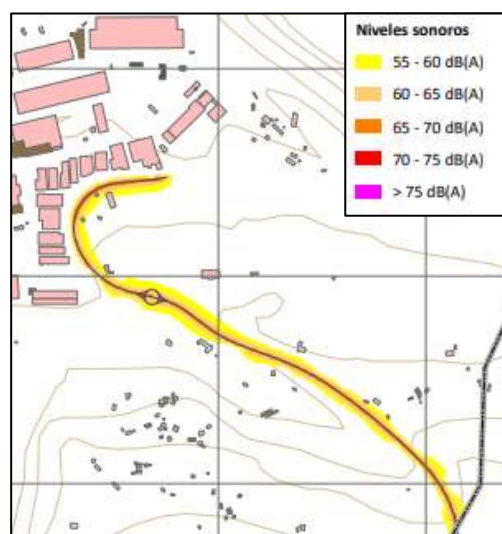 Niveles sonoros
55 - 60 dB(A)
60 - 65 dB(A)
65 - 70 dB(A)
70 - 75 dB(A)
> 75 dB(A)